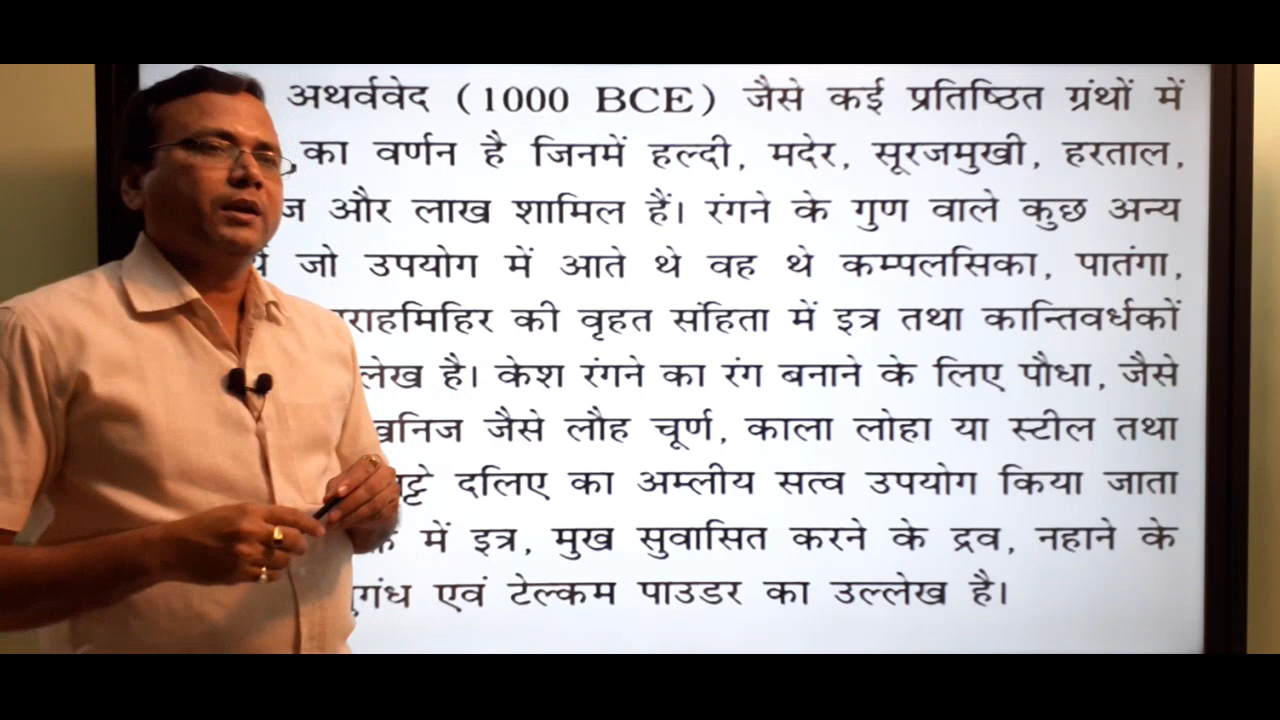 अथर्ववेद (1000 BCE) जैसे कई प्रतिष्ठित ग्रंथों में
का वर्णन है जिनमें हल्दी, मदेर, सूरजमुखी, हरताल,
और लाख शामिल हैं। रंगने के गुण वाले कुछ अन्य
जो उपयोग में आते थे वह थे कम्पलसिका, पातंगा,
की वृहत संहिता में इत्र तथा कान्तिवर्धकों
है। केश रंगने का रंग बनाने के लिए पौधा, जैसे
जैसे लौह चूर्ण, काला लोहा या स्टील तथा
दलिए का अम्लीय सत्व उपयोग किया जाता
में इत्र, मुख सुवासित करने के द्रव, नहाने के
एवं टेल्कम पाउडर का उल्लेख है।